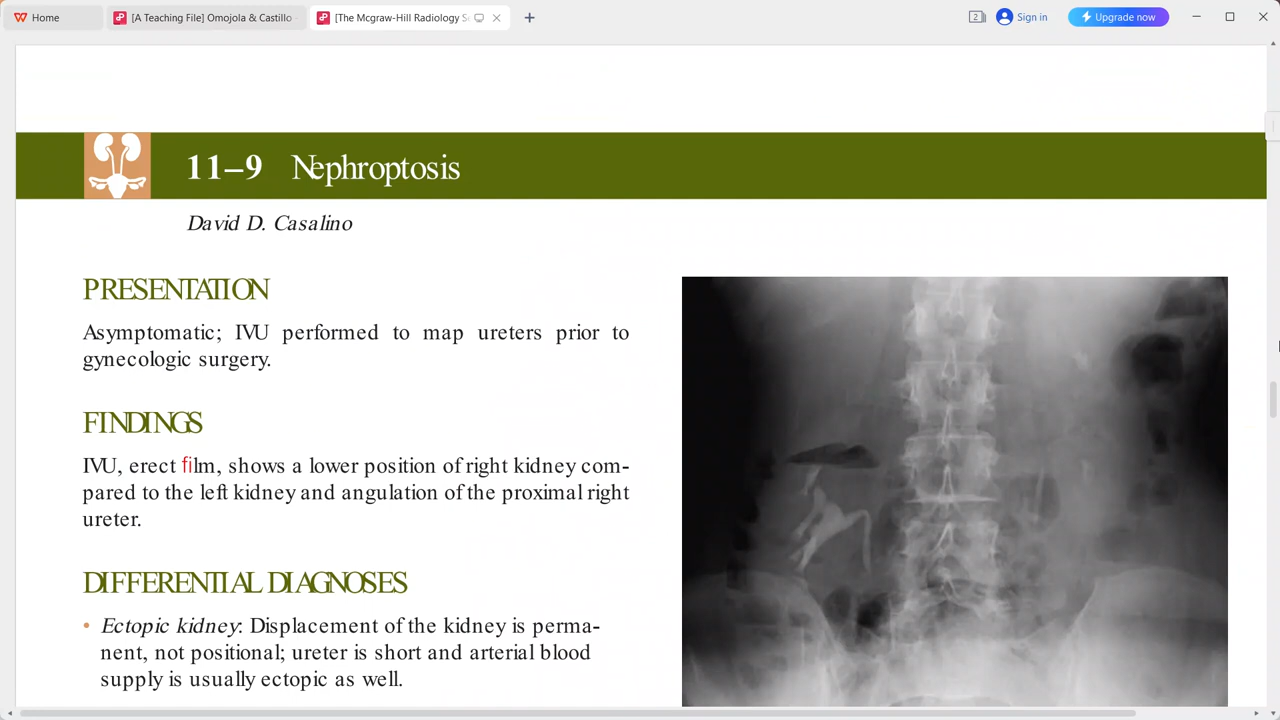 Home
[A Teaching File] Omojola & Castillo
[The Mcgraw-Hill Radiology S
2
Sign in
Upgrade now
11–9 Nephroptosis
David D. Casalino
PRESENTATION
Asymptomatic; IVU performed to map ureters prior to
gynecologic surgery.
FINDINGS
IVU, erect film, shows a lower position of right kidney com-
pared to the left kidney and angulation of the proximal right
ureter.
DIFFERENTIAL DIAGNOSES
• Ectopic kidney: Displacement of the kidney is perma-
nent, not positional; ureter is short and arterial blood
supply is usually ectopic as well.